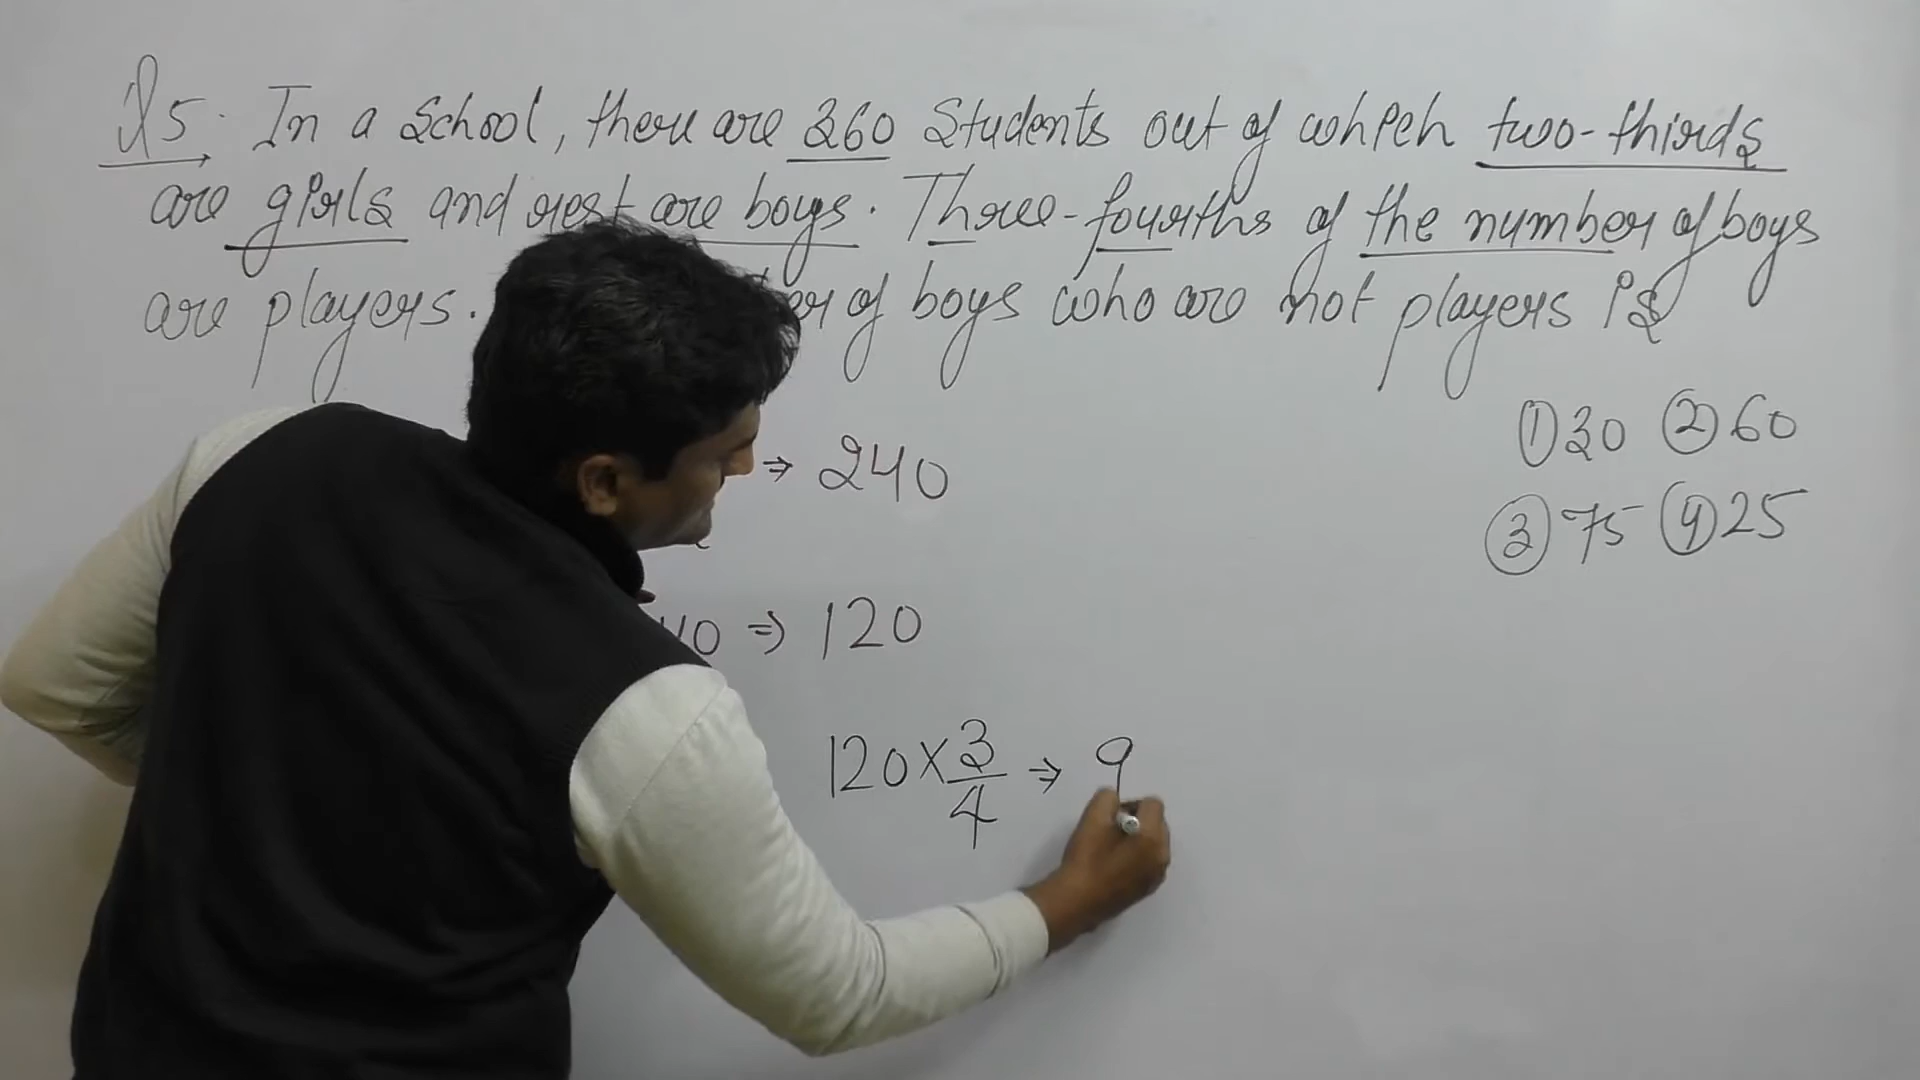 Q5. In a School, there are 360 Students out of which two-thirds
are girls and rest are boys. Three-fourths of the number of boys
are players. of boys who are not players is
① 30 ② 60
③ 75 ④ 25
⇒ 240
40 ⇒ 120
120 × 3/4 ⇒ 9